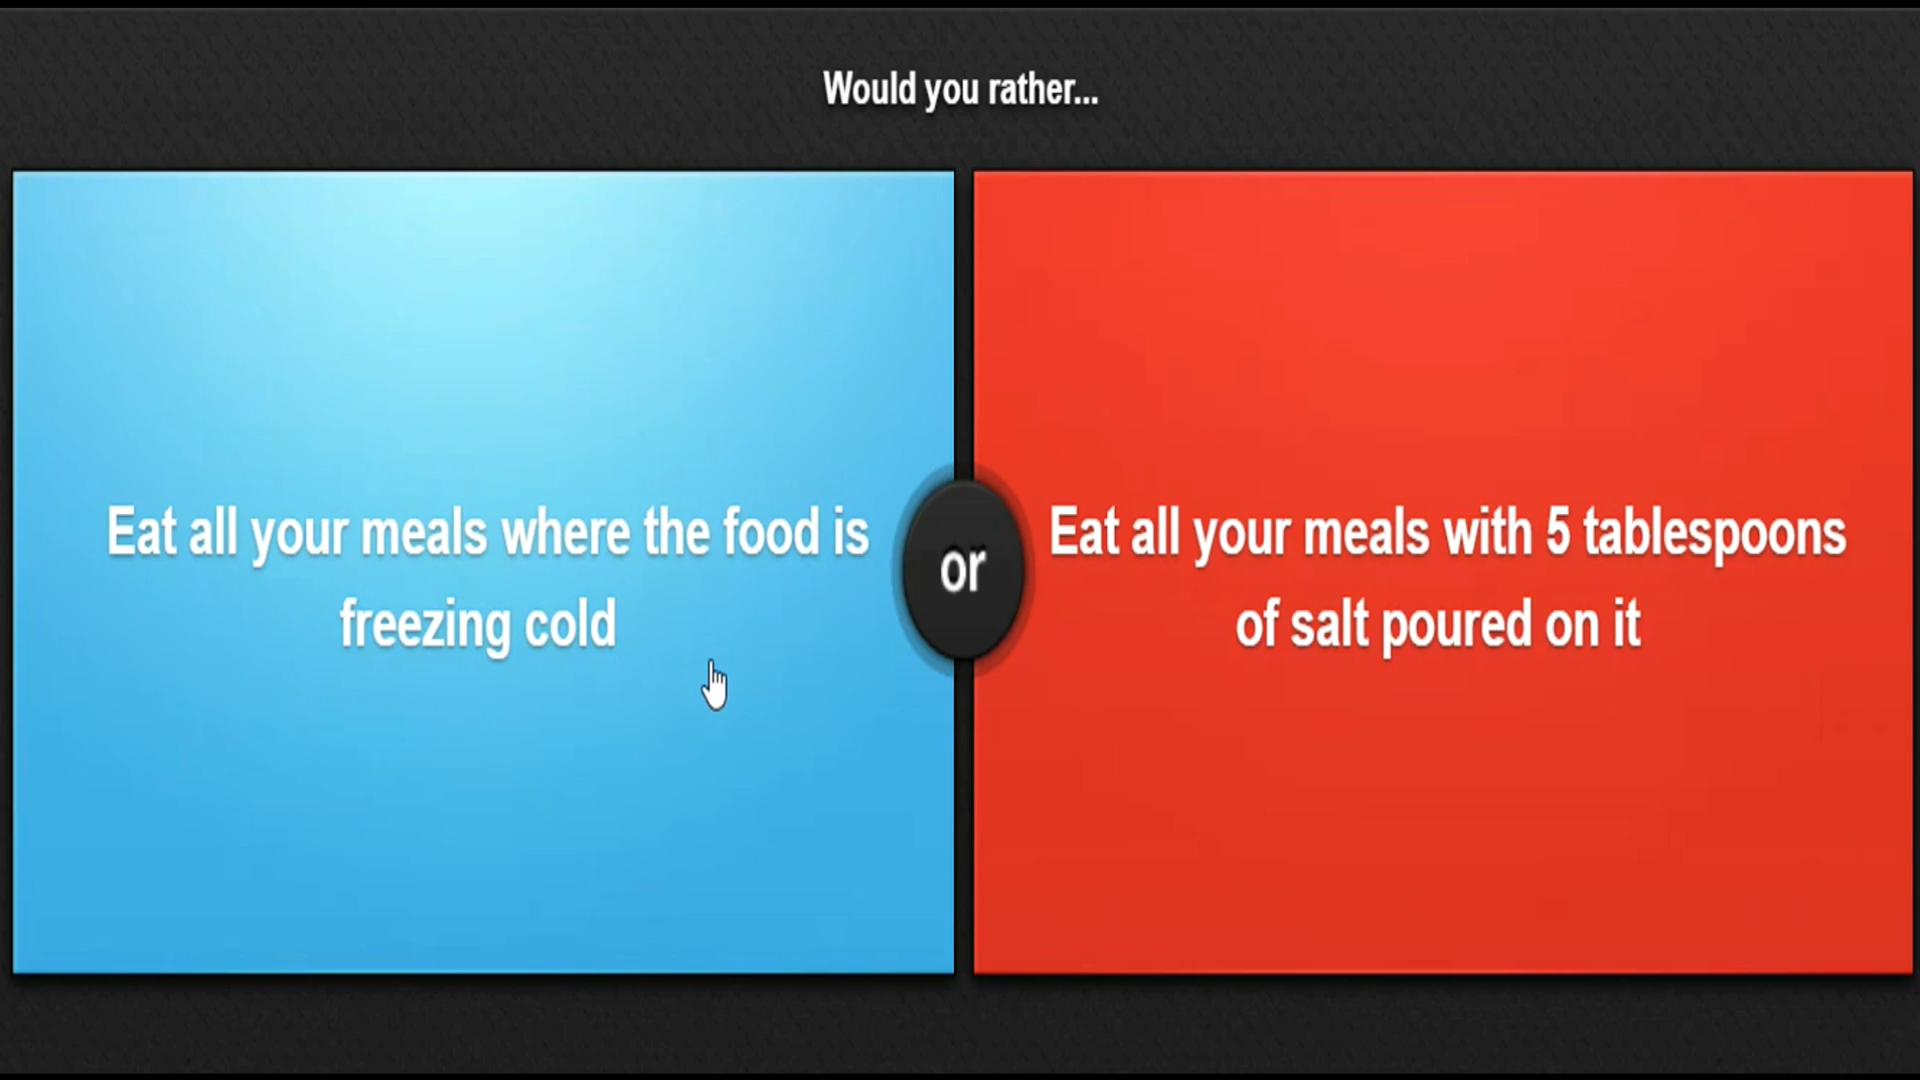 Would you rather...
Eat all your meals where the food is
freezing cold
or
Eat all your meals with 5 tablespoons
of salt poured on it